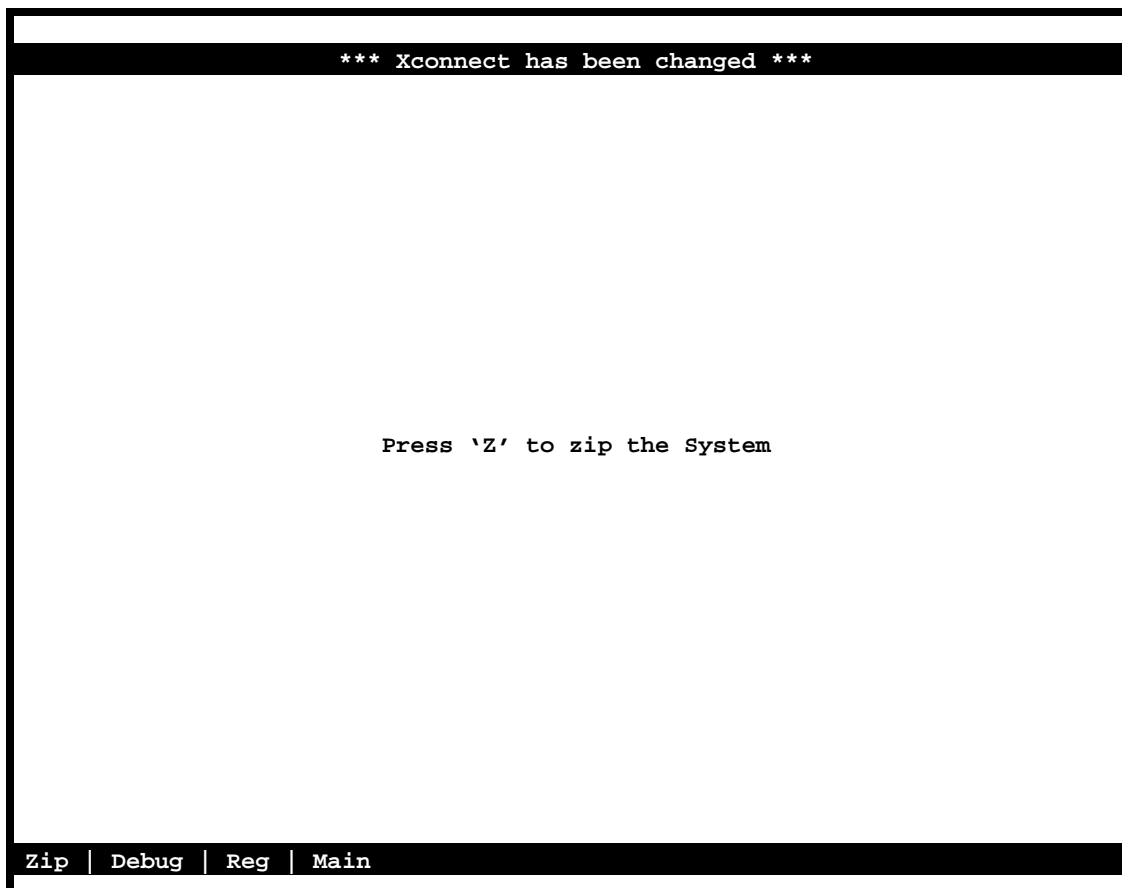 *** Xconnect has been changed ***
Press ‘Z’ to zip the System
Zip | Debug | Reg | Main